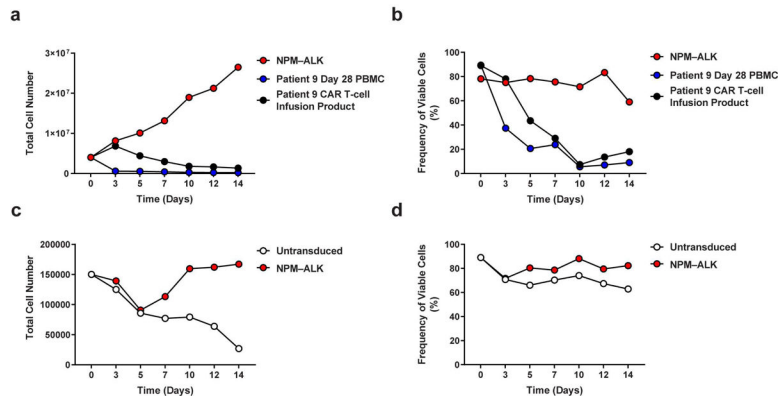 a
Total Cell Number
3×10⁷
2×10⁷
1×10⁷
0
0 3 5 7 10 12 14
Time (Days)
NPM–ALK
Patient 9 Day 28 PBMC
Patient 9 CAR T-cell
Infusion Product
b
Frequency of Viable Cells
(%)
100
80
60
40
20
0
0 3 5 7 10 12 14
Time (Days)
NPM–ALK
Patient 9 Day 28 PBMC
Patient 9 CAR T-cell
Infusion Product
c
Total Cell Number
200000
150000
100000
50000
0
0 3 5 7 10 12 14
Time (Days)
Untransduced
NPM–ALK
d
Frequency of Viable Cells
(%)
100
80
60
40
20
0
0 3 5 7 10 12 14
Time (Days)
Untransduced
NPM–ALK